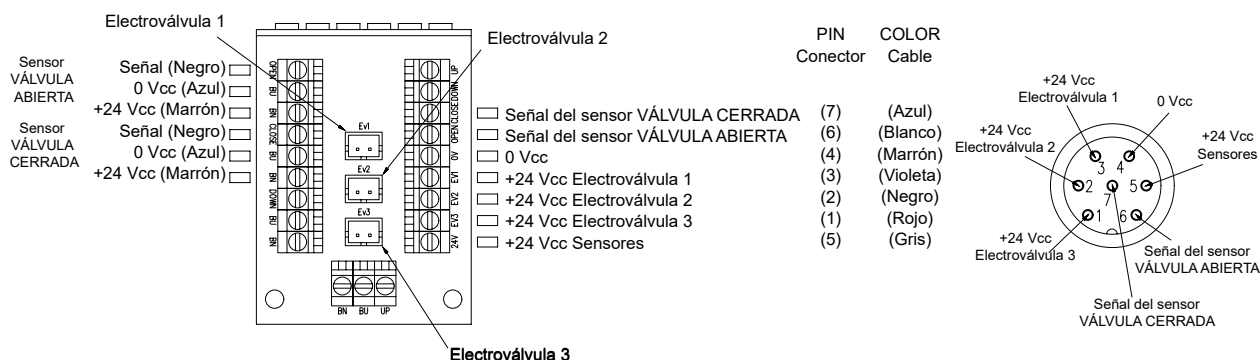 Electroválvula 1
Electroválvula 2
Electroválvula 3
Sensor
VÁLVULA
ABIERTA
Señal (Negro)
0 Vcc (Azul)
+24 Vcc (Marrón)
Sensor
VÁLVULA
CERRADA
Señal (Negro)
0 Vcc (Azul)
+24 Vcc (Marrón)
OPEN
BU
BN
CLOSE
BU
BN
DOWN
BU
BN
Ev1
Ev2
Ev3
BN BU UP
UP
DOWN
CLOSE
OPEN
0V
EV1
EV2
EV3
24V
PIN COLOR
Conector Cable
Señal del sensor VÁLVULA CERRADA (7) (Azul)
Señal del sensor VÁLVULA ABIERTA (6) (Blanco)
0 Vcc (4) (Marrón)
+24 Vcc Electroválvula 1 (3) (Violeta)
+24 Vcc Electroválvula 2 (2) (Negro)
+24 Vcc Electroválvula 3 (1) (Rojo)
+24 Vcc Sensores (5) (Gris)
+24 Vcc
Electroválvula 1
0 Vcc
+24 Vcc
Electroválvula 2
+24 Vcc
Sensores
3 4
2 7 5
1 6
+24 Vcc
Electroválvula 3
Señal del sensor
VÁLVULA ABIERTA
Señal del sensor
VÁLVULA CERRADA